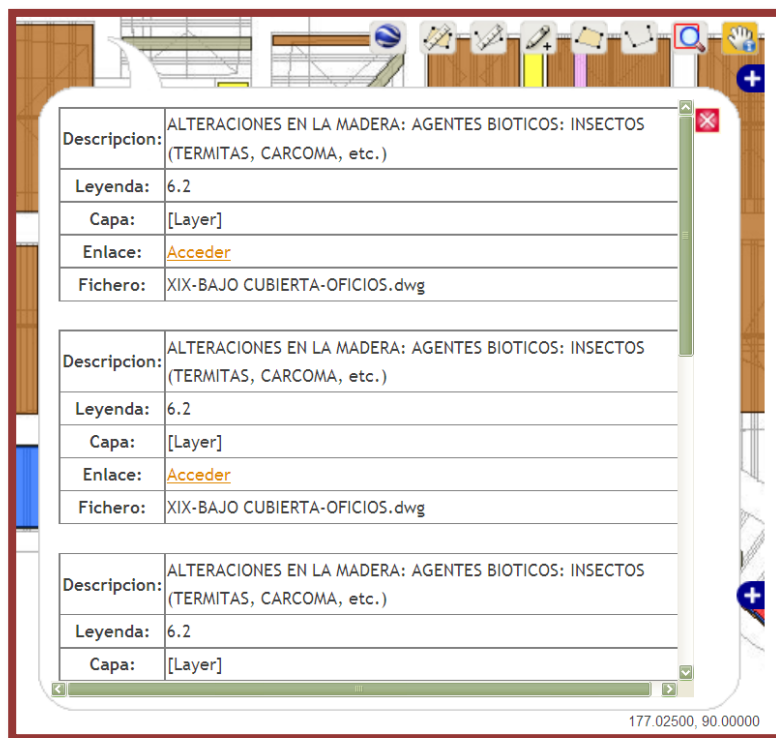 Descripcion: ALTERACIONES EN LA MADERA: AGENTES BIOTICOS: INSECTOS
(TERMITAS, CARCOMA, etc.)
Leyenda: 6.2
Capa: [Layer]
Enlace: Acceder
Fichero: XIX-BAJO CUBIERTA-OFICIOS.dwg
Descripcion: ALTERACIONES EN LA MADERA: AGENTES BIOTICOS: INSECTOS
(TERMITAS, CARCOMA, etc.)
Leyenda: 6.2
Capa: [Layer]
Enlace: Acceder
Fichero: XIX-BAJO CUBIERTA-OFICIOS.dwg
Descripcion: ALTERACIONES EN LA MADERA: AGENTES BIOTICOS: INSECTOS
(TERMITAS, CARCOMA, etc.)
Leyenda: 6.2
Capa: [Layer]
177.02500, 90.00000